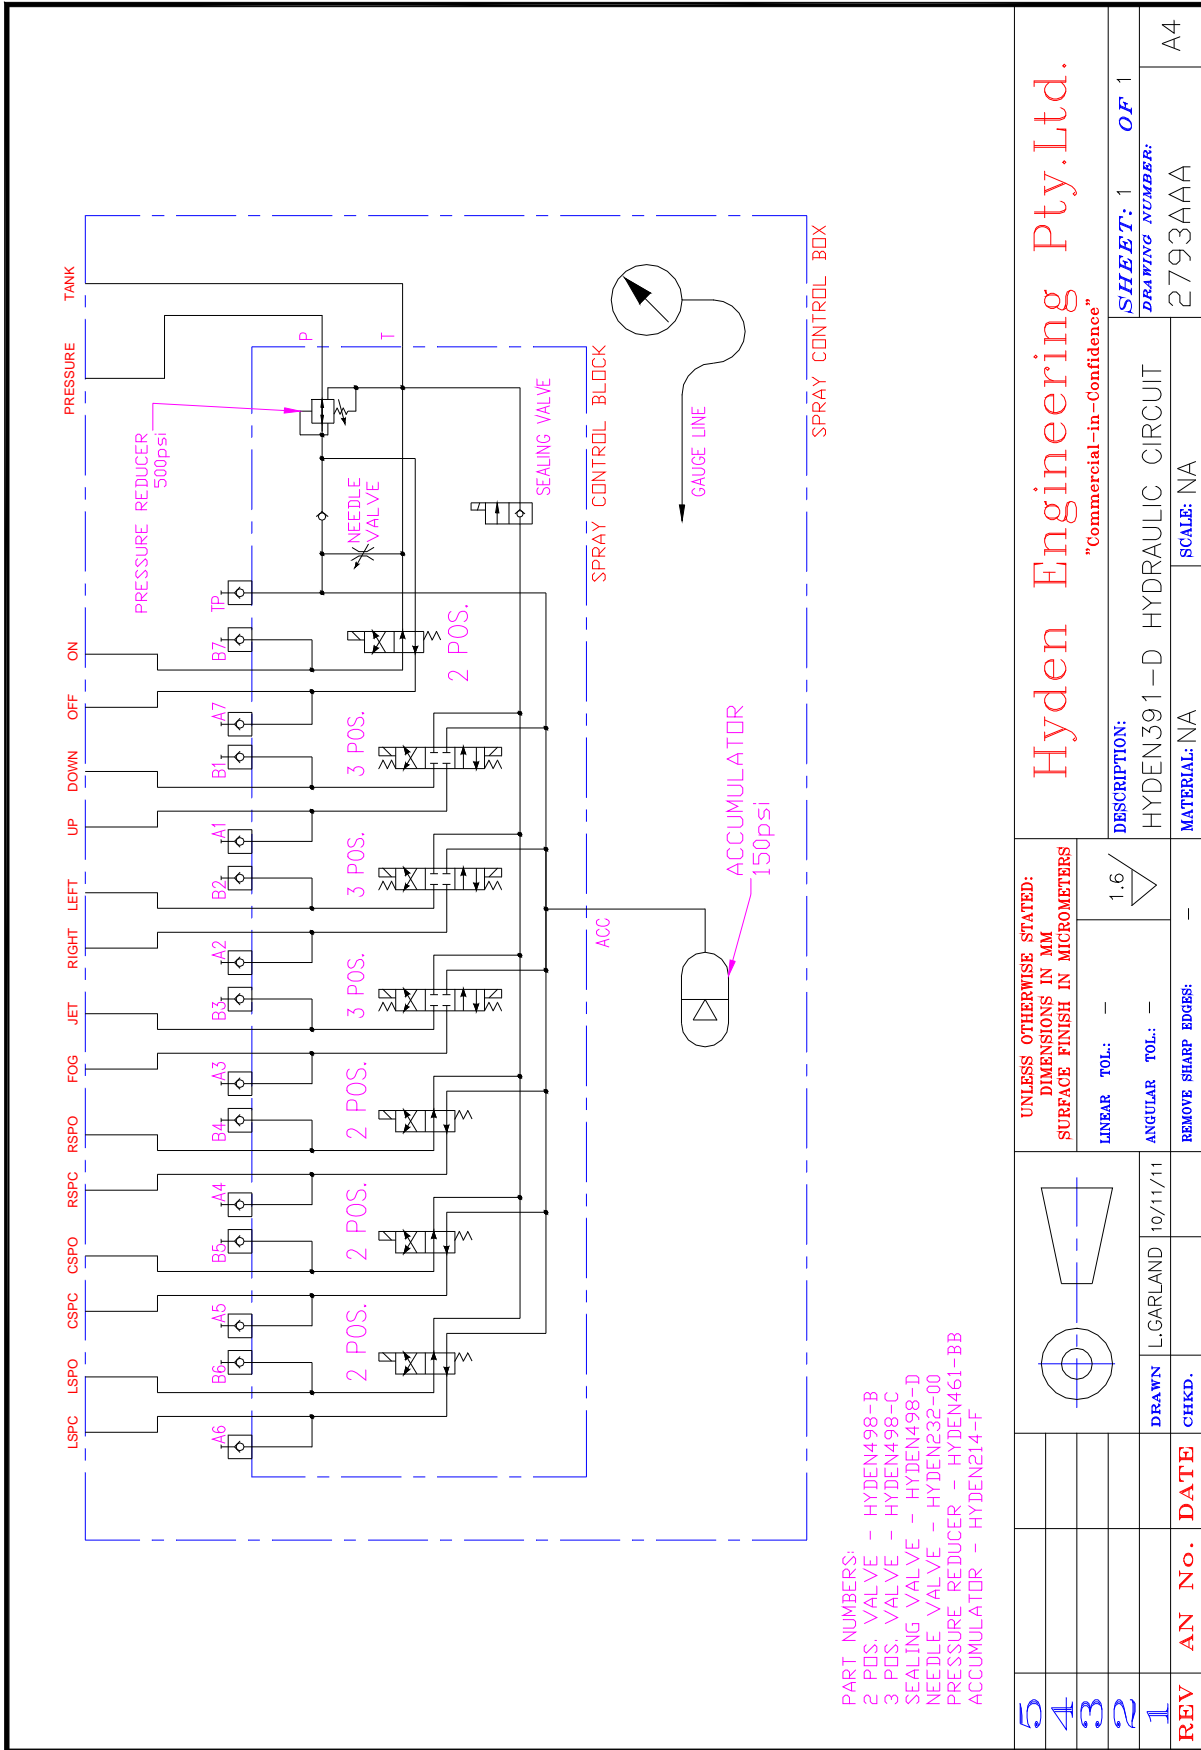 LSPC
LSPO
CSPC
CSPO
RSPC
RSPO
FOG
JET
RIGHT
LEFT
UP
DOWN
OFF
ON
PRESSURE
TANK
PRESSURE REDUCER
500psi
A6
B6
A5
B5
A4
B4
A3
B3
A2
B2
A1
B1
A7
B7
TP
P
T
NEEDLE
VALVE
2 POS.
2 POS.
2 POS.
3 POS.
3 POS.
3 POS.
2 POS.
SEALING VALVE
ACC
SPRAY CONTROL BLOCK
GAUGE LINE
ACCUMULATOR
150psi
SPRAY CONTROL BOX
PART NUMBERS:
2 POS. VALVE - HYDEN498-B
3 POS. VALVE - HYDEN498-C
SEALING VALVE - HYDEN498-D
NEEDLE VALVE - HYDEN232-00
PRESSURE REDUCER - HYDEN461-BB
ACCUMULATOR - HYDEN214-F
5
4
3
2
1
REV AN No. DATE
DRAWN L.GARLAND 10/11/11
CHKD.
UNLESS OTHERWISE STATED:
DIMENSIONS IN MM
SURFACE FINISH IN MICROMETERS
LINEAR TOL.: -
1.6
ANGULAR TOL.: -
REMOVE SHARP EDGES: -
Hyden Engineering Pty.Ltd.
"Commercial-in-Confidence"
DESCRIPTION:
HYDEN391-D HYDRAULIC CIRCUIT
MATERIAL: NA
SCALE: NA
SHEET: 1 OF 1
DRAWING NUMBER:
2793AAA
A4